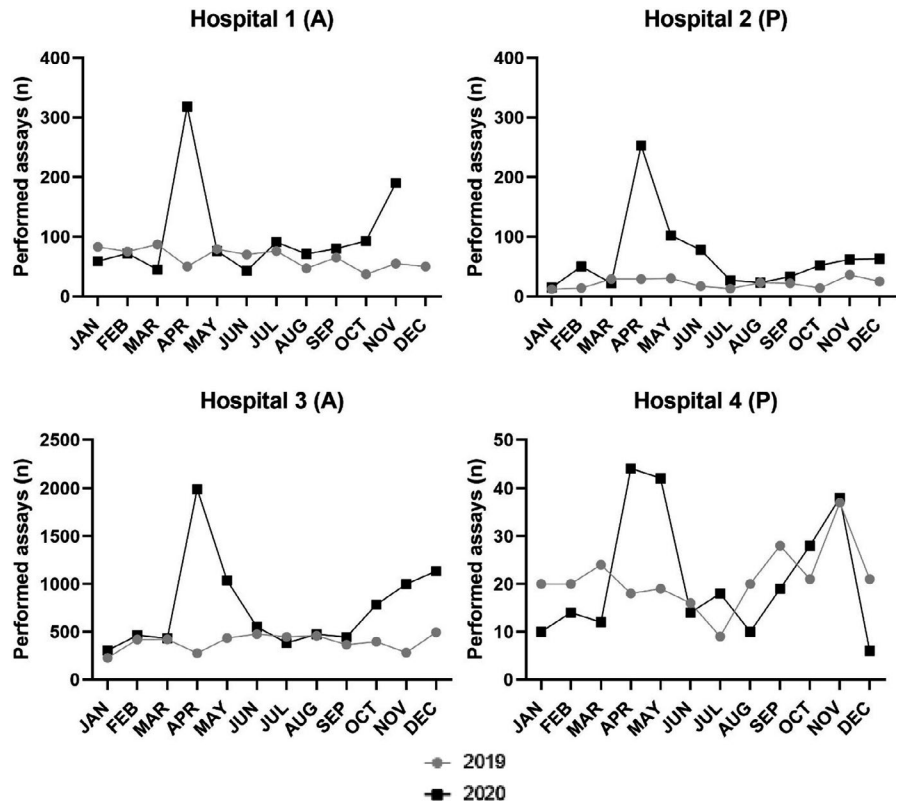 Hospital 1 (A)
Performed assays (n)
400
300
200
100
0
JAN FEB MAR APR MAY JUN JUL AUG SEP OCT NOV DEC
Hospital 2 (P)
Performed assays (n)
400
300
200
100
0
JAN FEB MAR APR MAY JUN JUL AUG SEP OCT NOV DEC
Hospital 3 (A)
Performed assays (n)
2500
2000
1500
1000
500
0
JAN FEB MAR APR MAY JUN JUL AUG SEP OCT NOV DEC
Hospital 4 (P)
Performed assays (n)
50
40
30
20
10
0
JAN FEB MAR APR MAY JUN JUL AUG SEP OCT NOV DEC
2019
2020